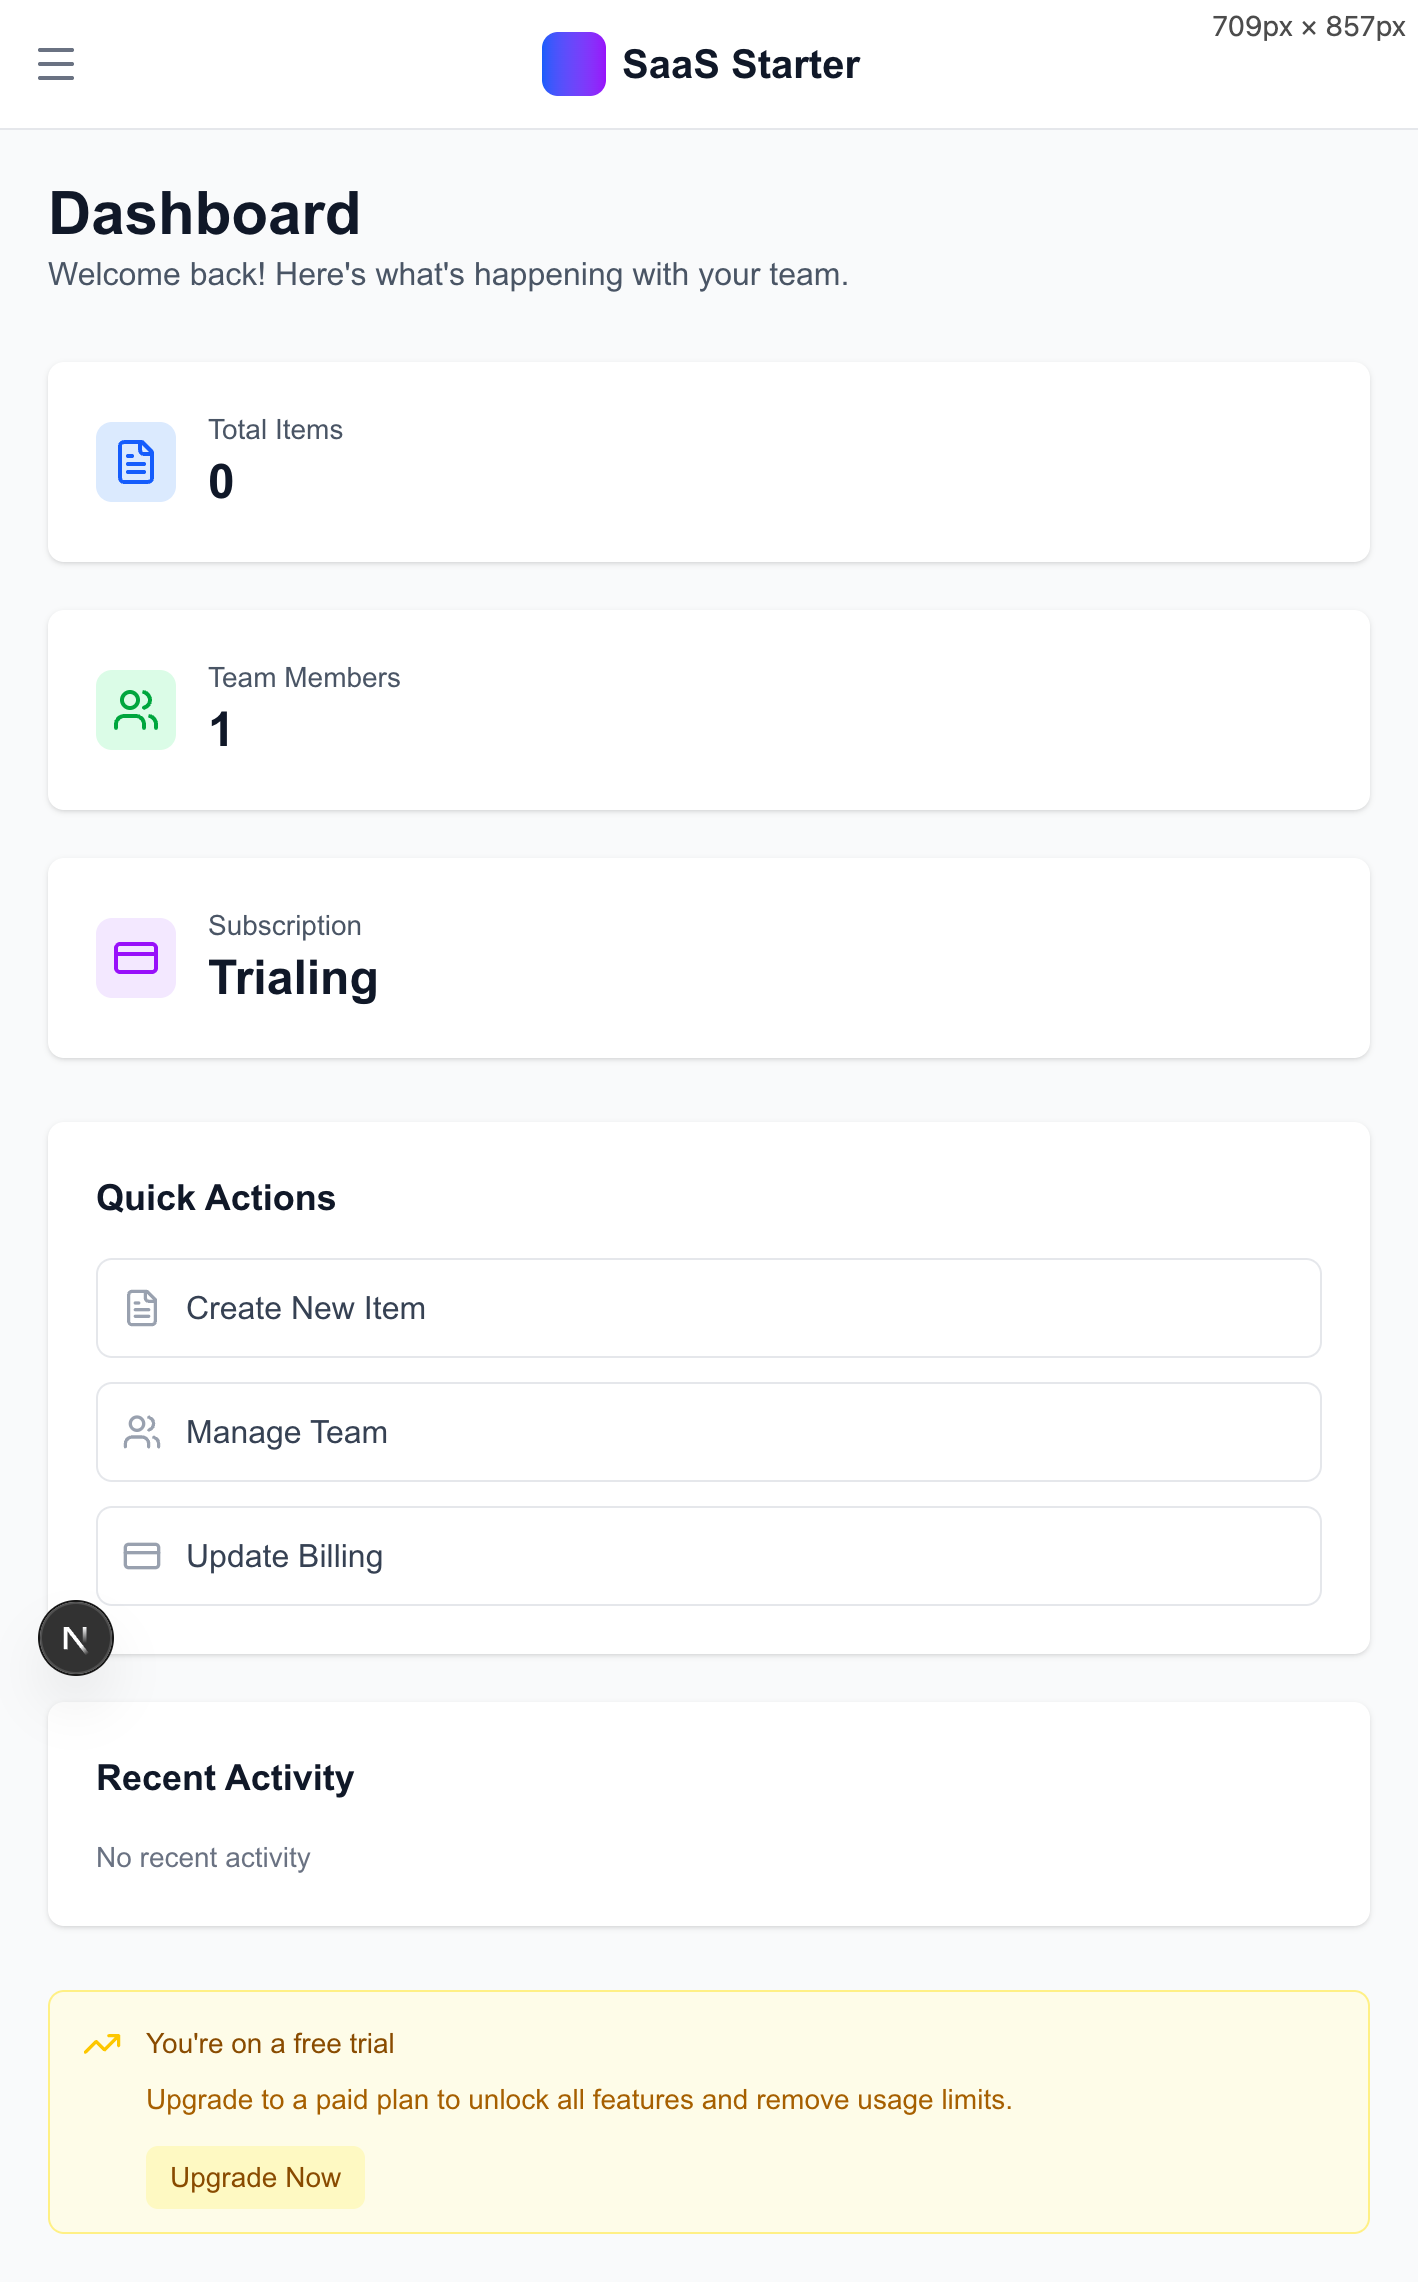 709px × 857px
SaaS Starter
Dashboard
Welcome back! Here's what's happening with your team.
Total Items
0
Team Members
1
Subscription
Trialing
Quick Actions
Create New Item
Manage Team
Update Billing
N
Recent Activity
No recent activity
You're on a free trial
Upgrade to a paid plan to unlock all features and remove usage limits.
Upgrade Now